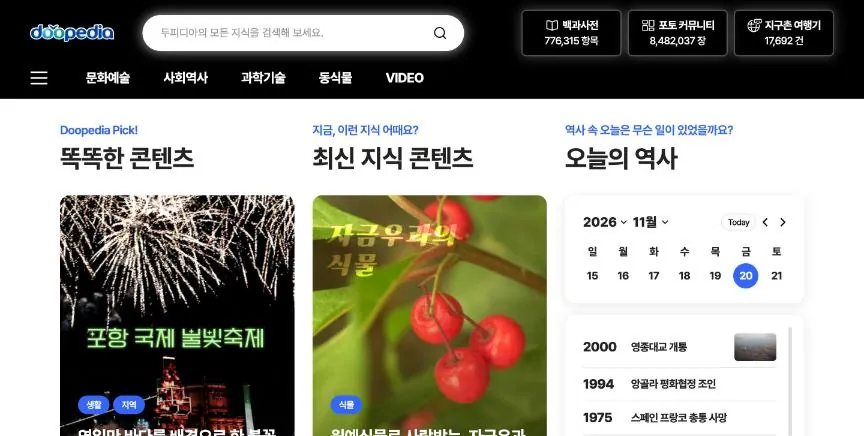 doopedia
두피디아의 모든 지식을 검색해 보세요.
백과사전
776,315 항목
포토 커뮤니티
8,482,037 장
지구촌 여행기
17,692 건
문화예술
사회역사
과학기술
동식물
VIDEO
Doopedia Pick!
똑똑한 콘텐츠
포항 국제 불빛축제
생활
지역
지금, 이런 지식 어때요?
최신 지식 콘텐츠
자금우과의
식물
식물
역사 속 오늘은 무슨 일이 있었을까요?
오늘의 역사
2026 11월 Today
일 월 화 수 목 금 토
15 16 17 18 19 20 21
2000 영종대교 개통
1994 앙골라 평화협정 조인
1975 스페인 프랑코 총통 사망